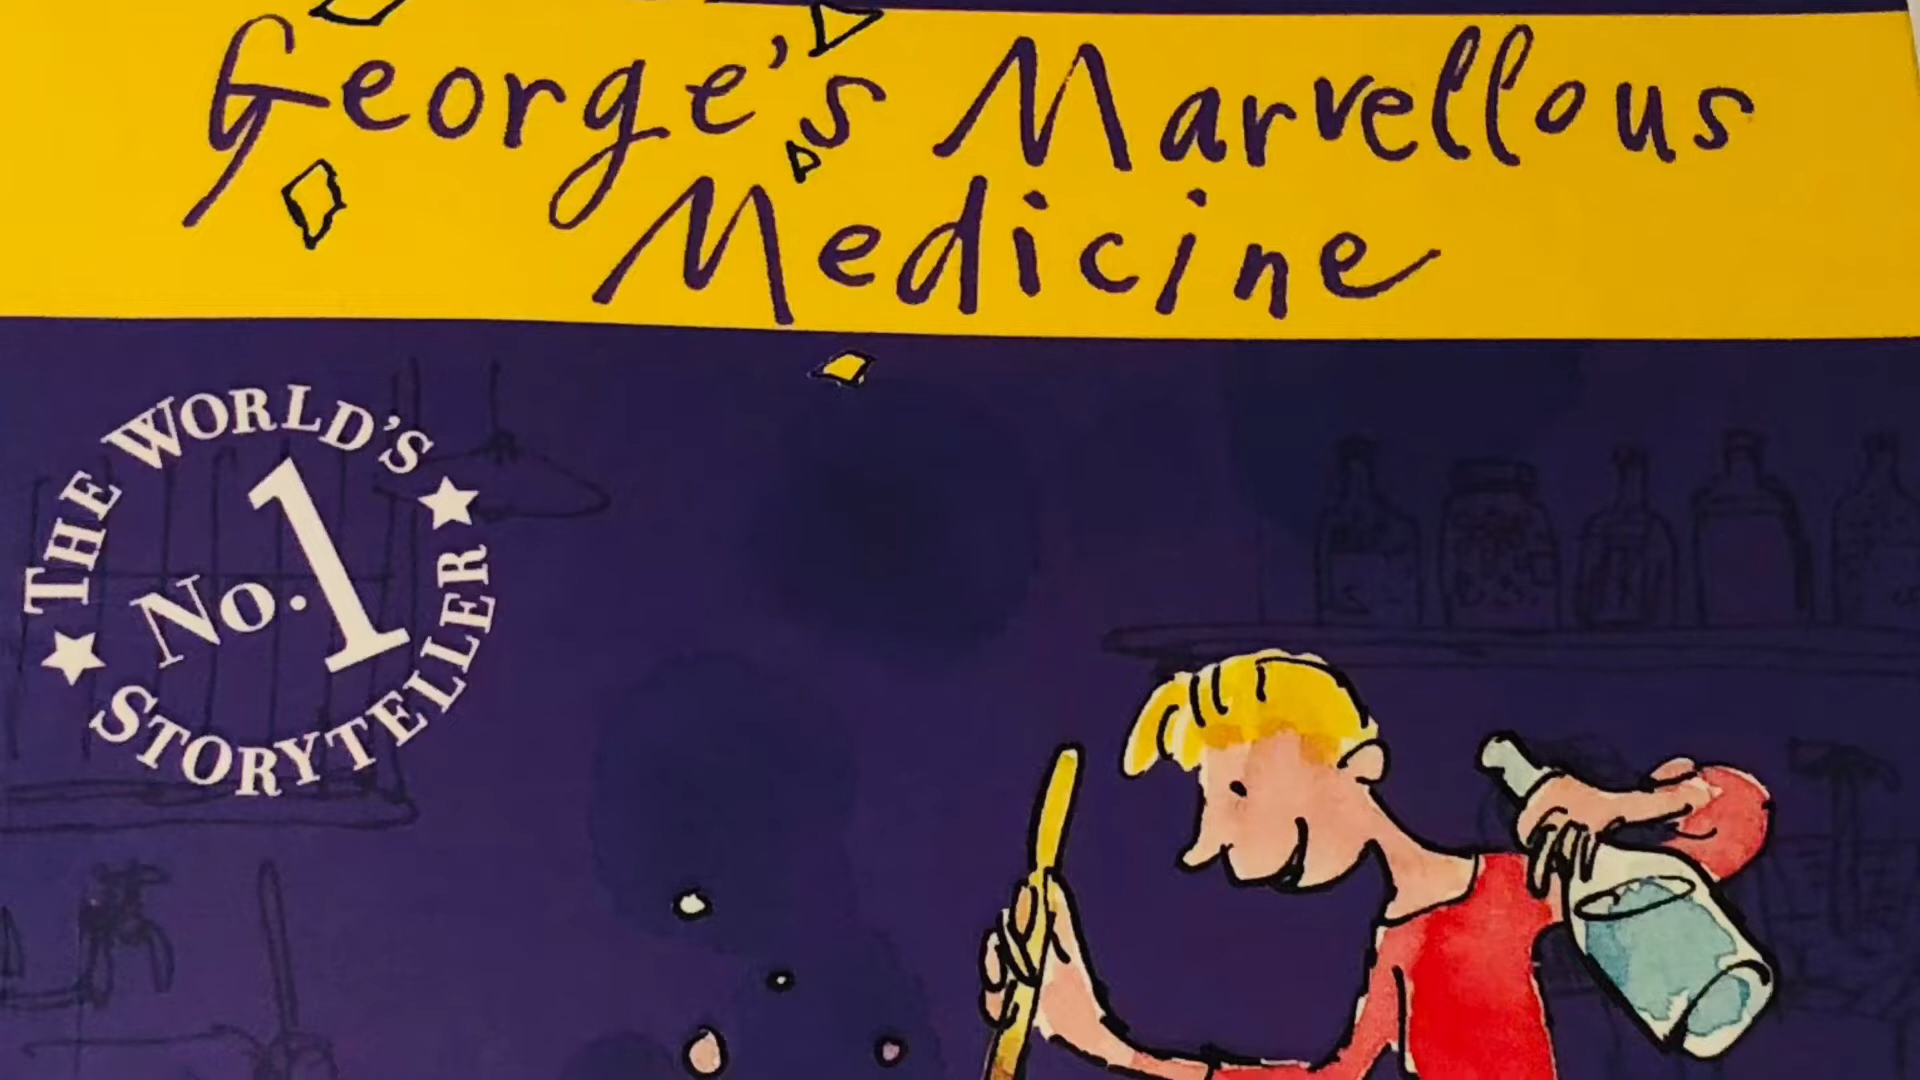 George's Marvellous
Medicine
THE WORLD'S
No. 1
STORYTELLER